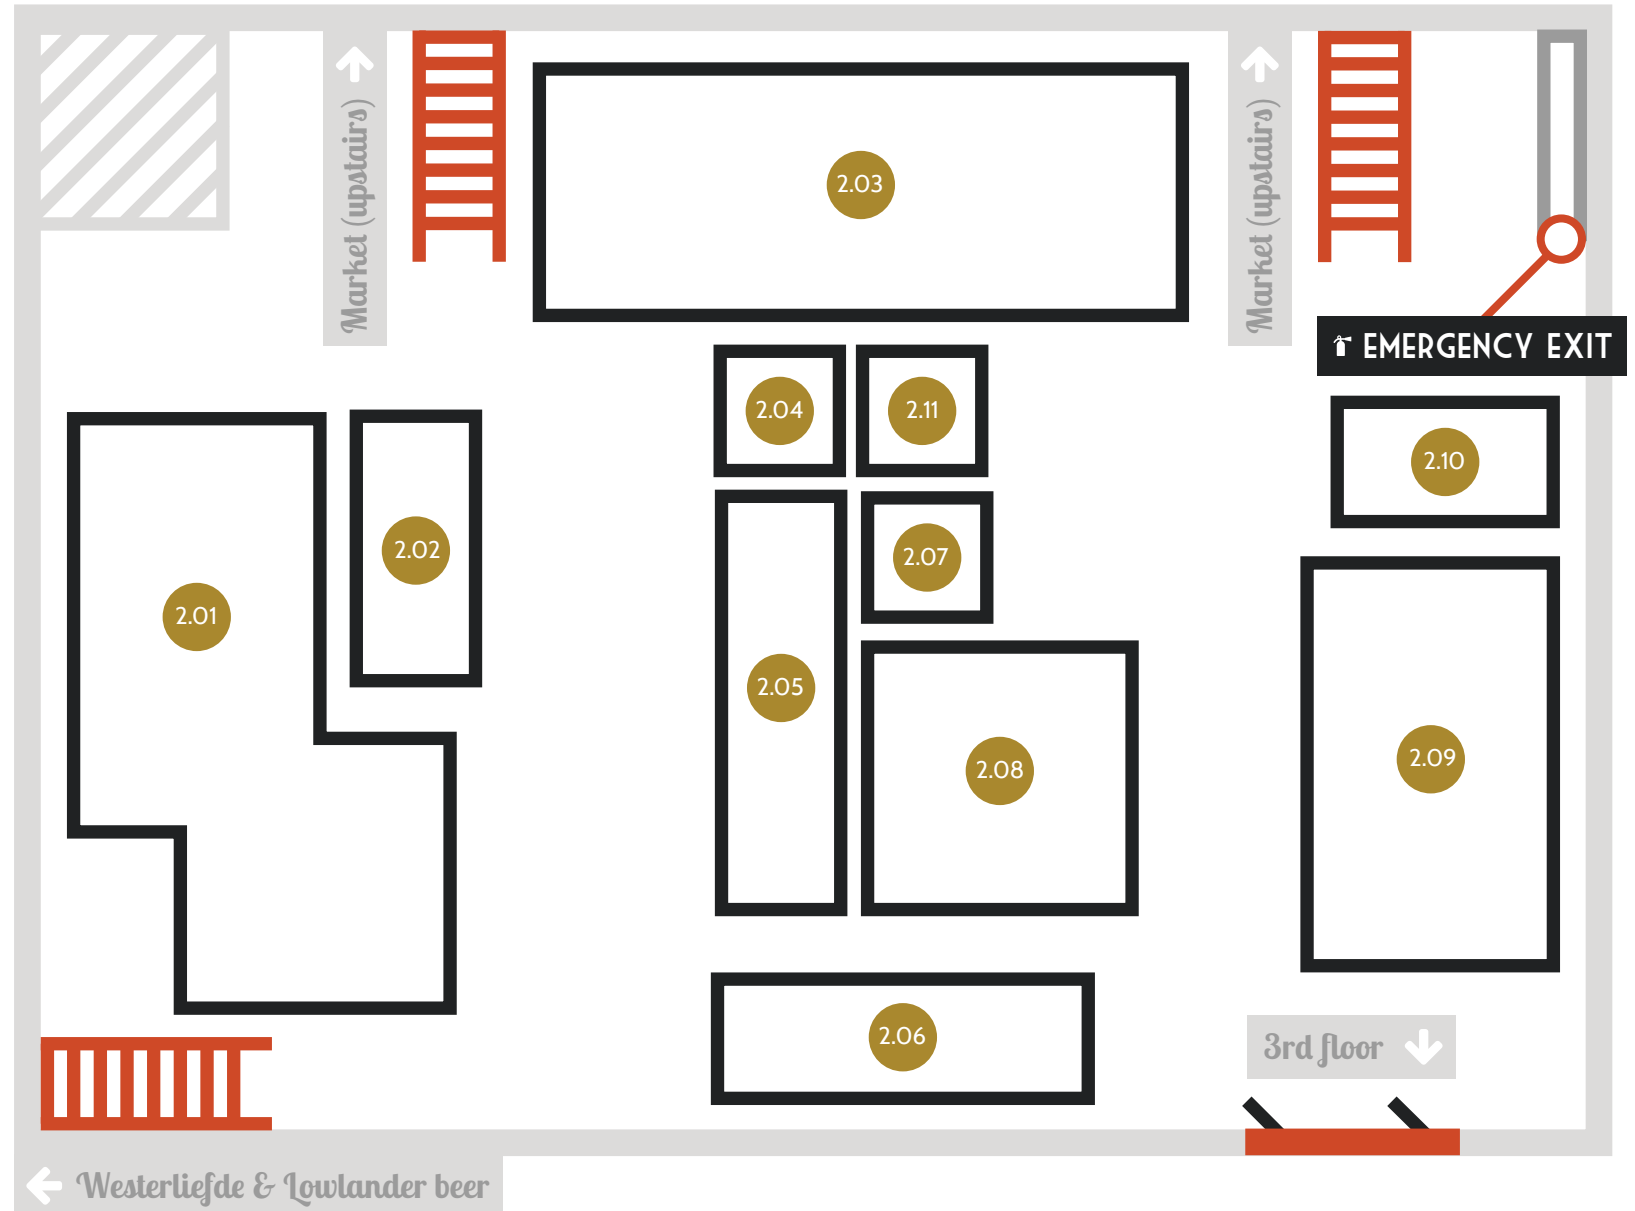 Market (upstairs)
Market (upstairs)
2.03
EMERGENCY EXIT
2.04
2.11
2.10
2.02
2.07
2.01
2.05
2.08
2.09
2.06
3rd floor
Westerliefde & Lowlander beer